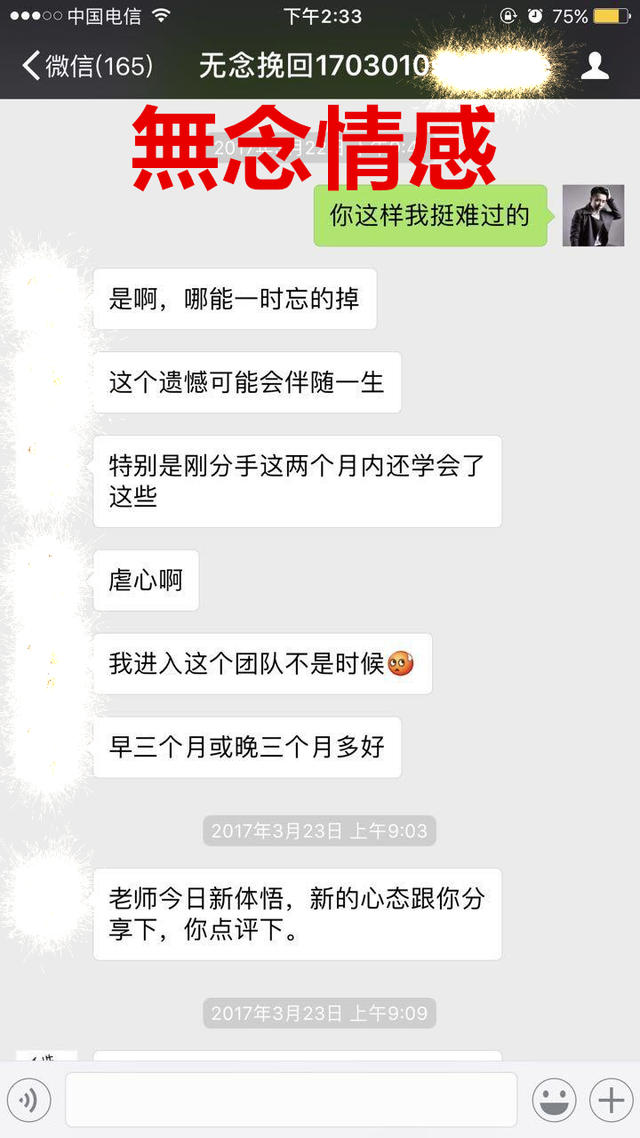 中国电信
下午2:33
75%
微信(165)
无念挽回1703010
無念情感
你这样我挺难过的
是啊，哪能一时忘的掉
这个遗憾可能会伴随一生
特别是刚分手这两个月内还学会了
这些
虐心啊
我进入这个团队不是时候
早三个月或晚三个月多好
2017年3月23日 上午9:03
老师今日新体悟，新的心态跟你分
享下，你点评下。
2017年3月23日 上午9:09